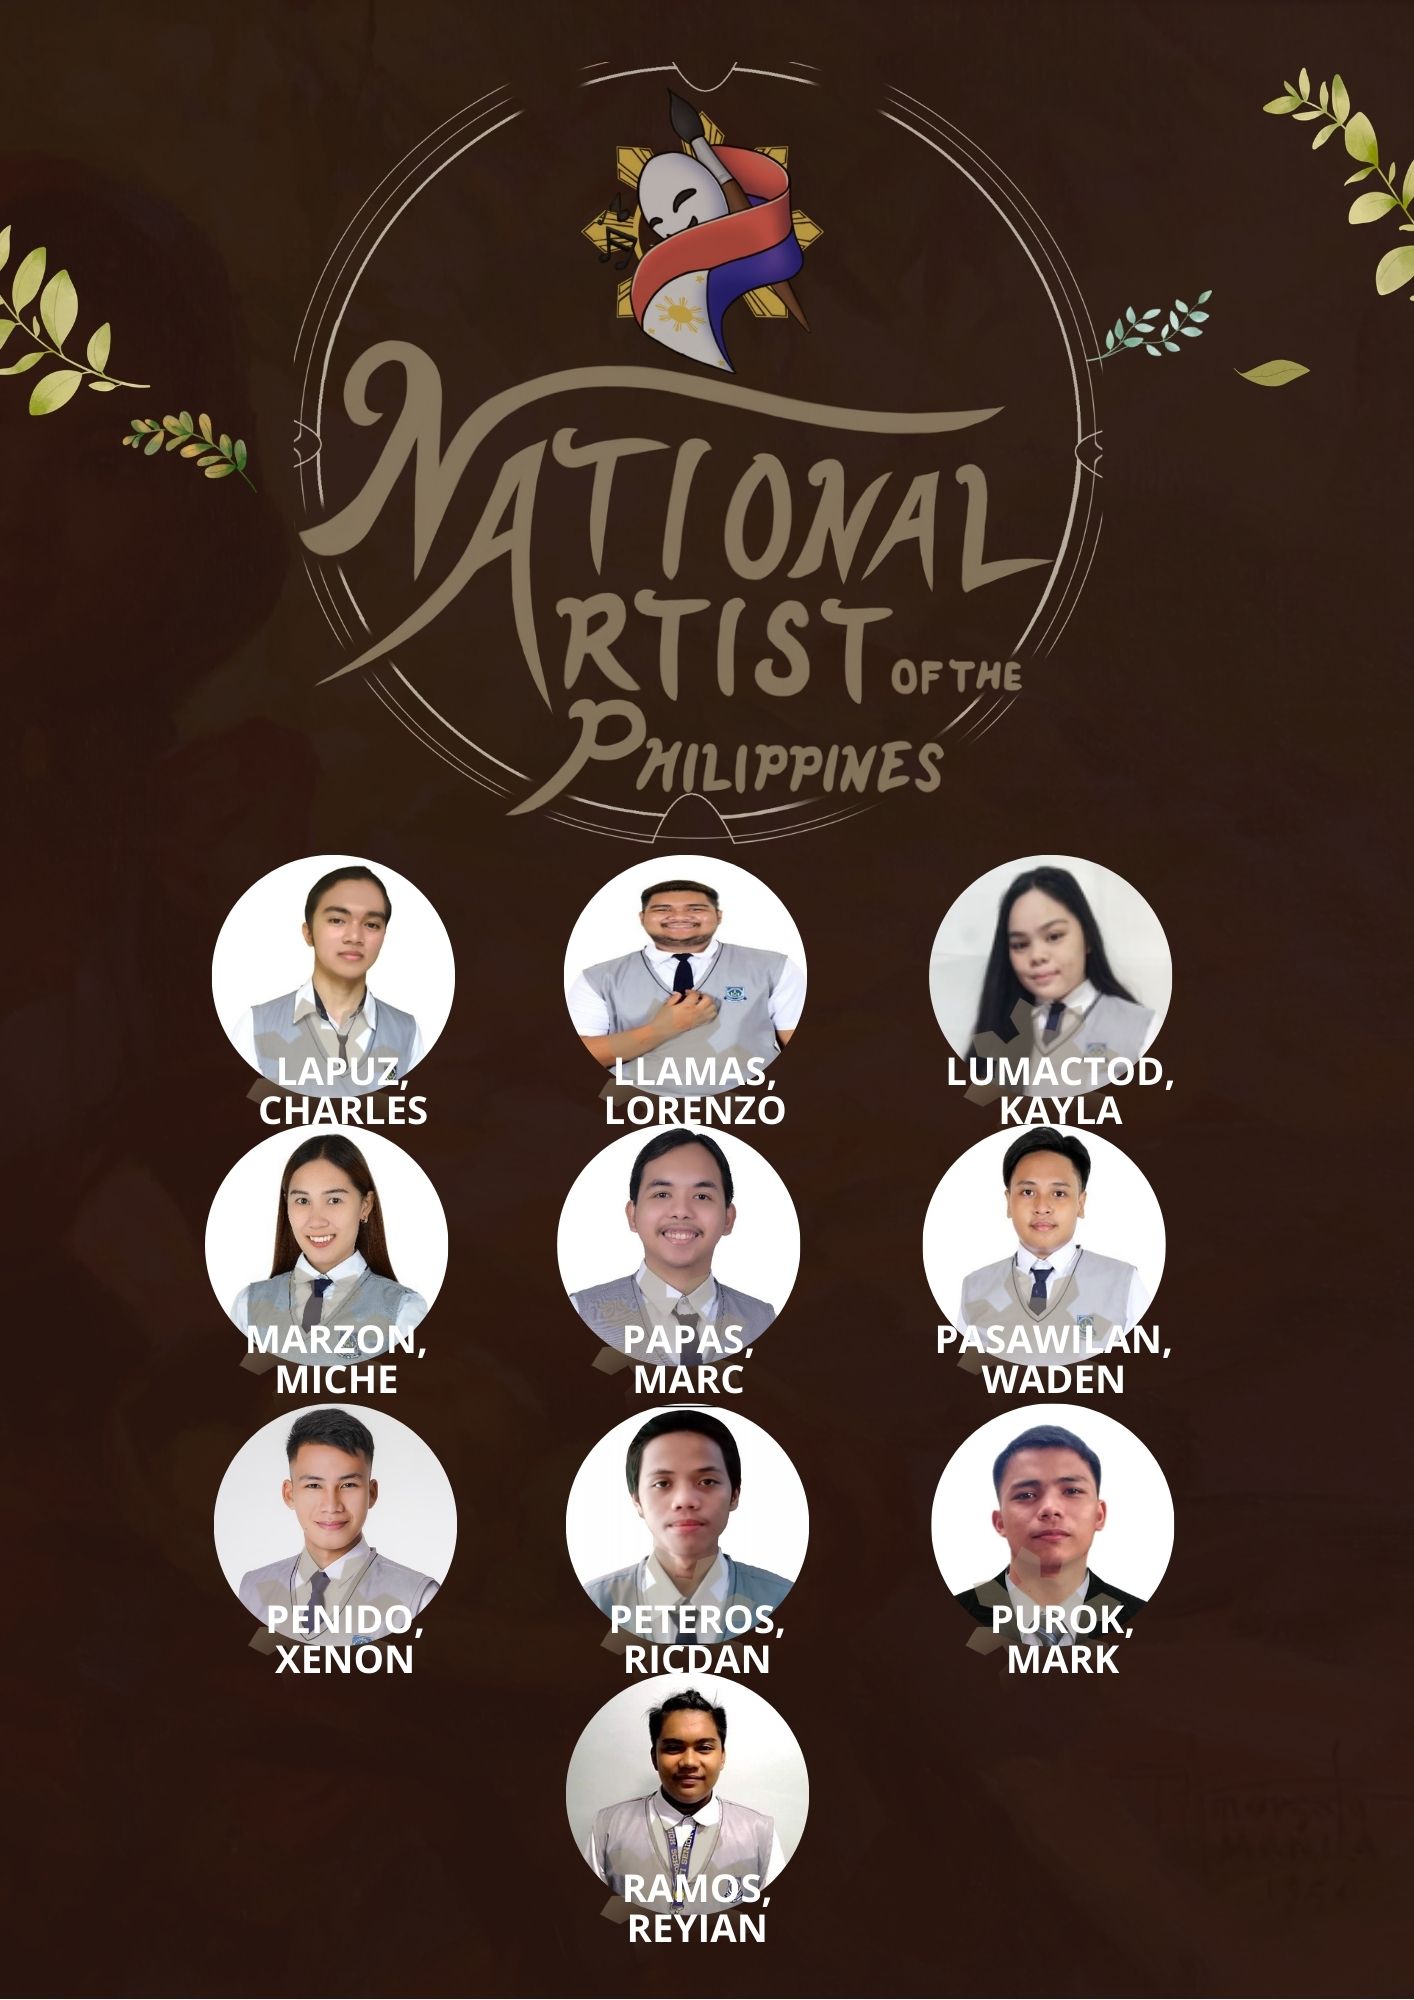 NATIONAL
ARTIST OF THE
PHILIPPINES
LAPUZ,
CHARLES
LLAMAS,
LORENZO
LUMACTOD,
KAYLA
MARZON,
MICHE
PAPAS,
MARC
PASAWILAN,
WADEN
PENIDO,
XENON
PETEROS,
RICDAN
PUROK,
MARK
RAMOS,
REYIAN